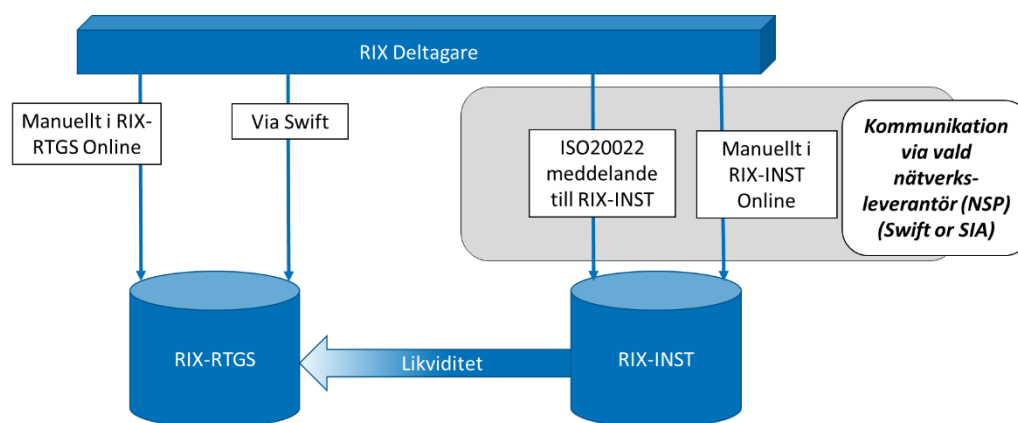 RIX Deltagare
Manuellt i RIX-
RTGS Online
Via Swift
ISO20022
meddelande
till RIX-INST
Manuellt i
RIX-INST
Online
Kommunikation
via vald
nätverks-
leverantör (NSP)
(Swift or SIA)
RIX-RTGS
Likviditet
RIX-INST